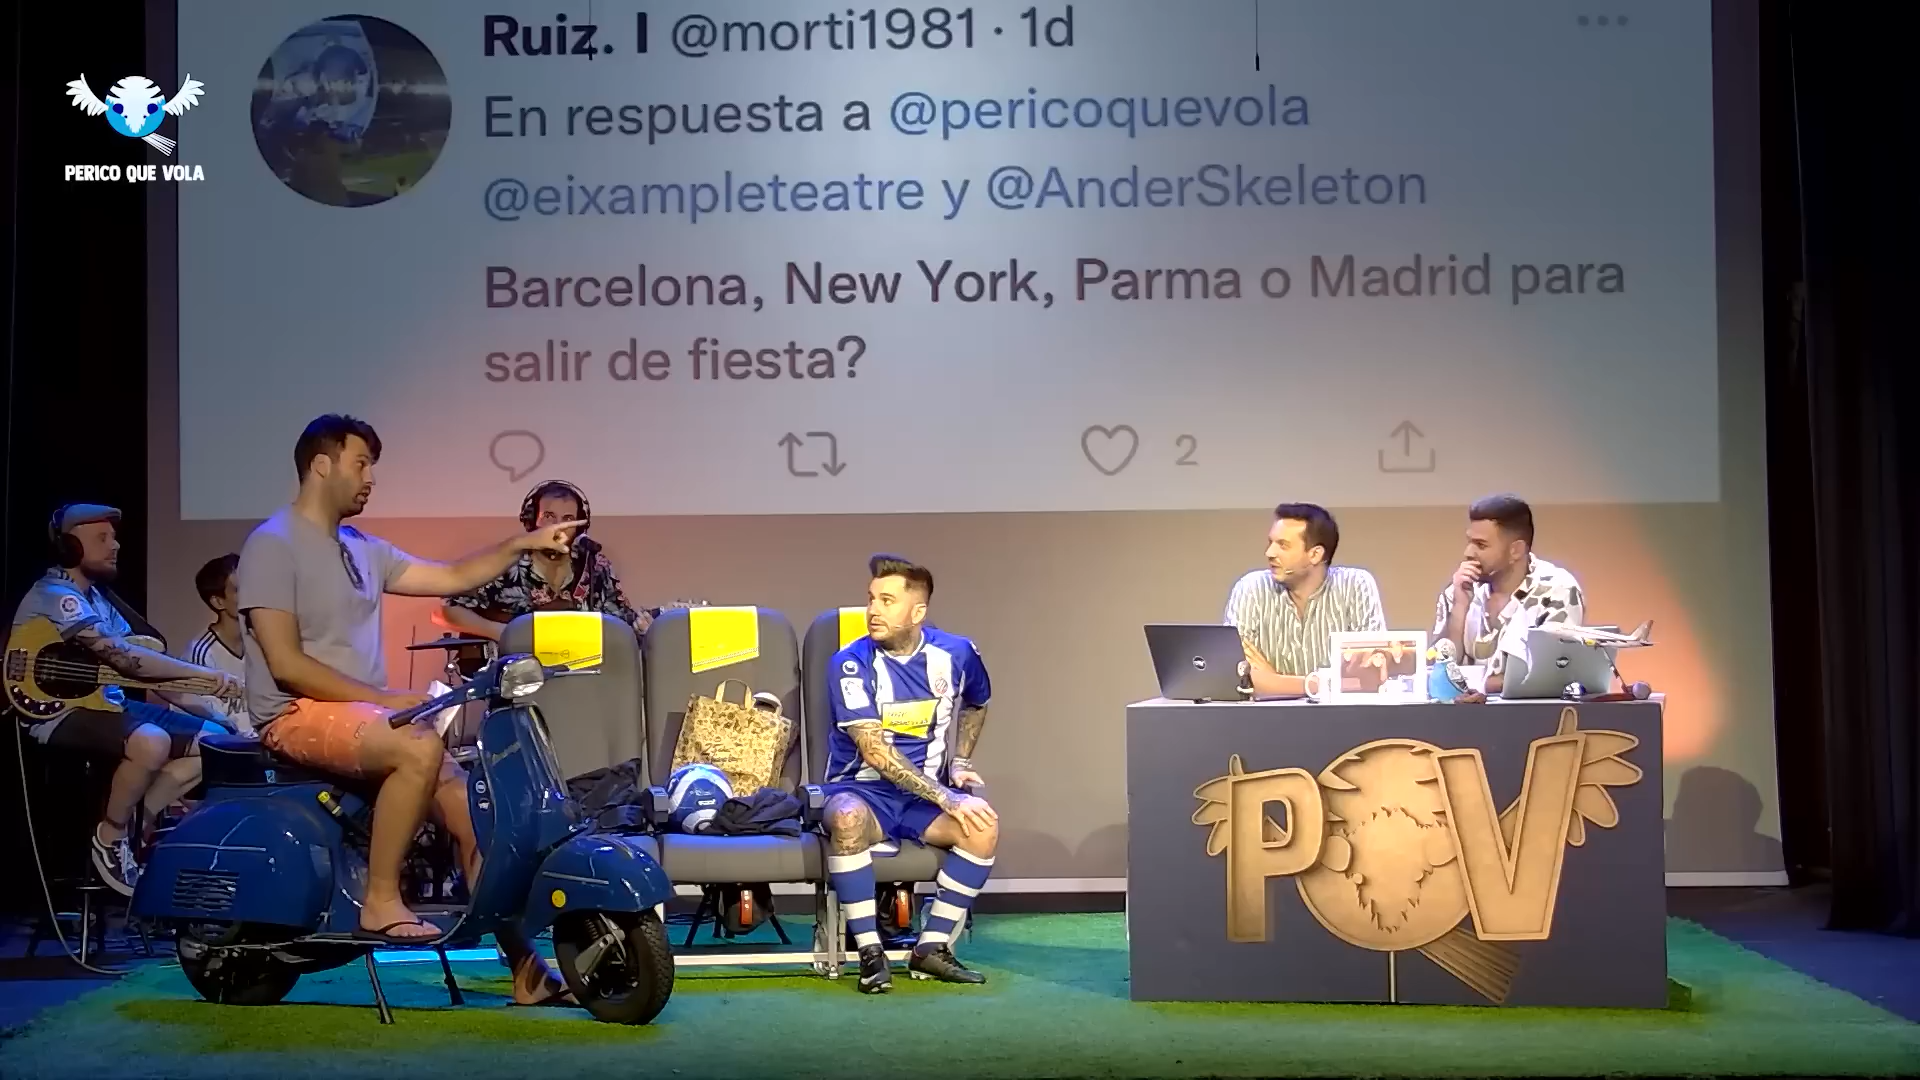 Ruiz. I @morti1981 · 1d
En respuesta a @pericoquevola
@eixampleteatre y @AnderSkeleton
Barcelona, New York, Parma o Madrid para
salir de fiesta?
2
PERICO QUE VOLA
PQV